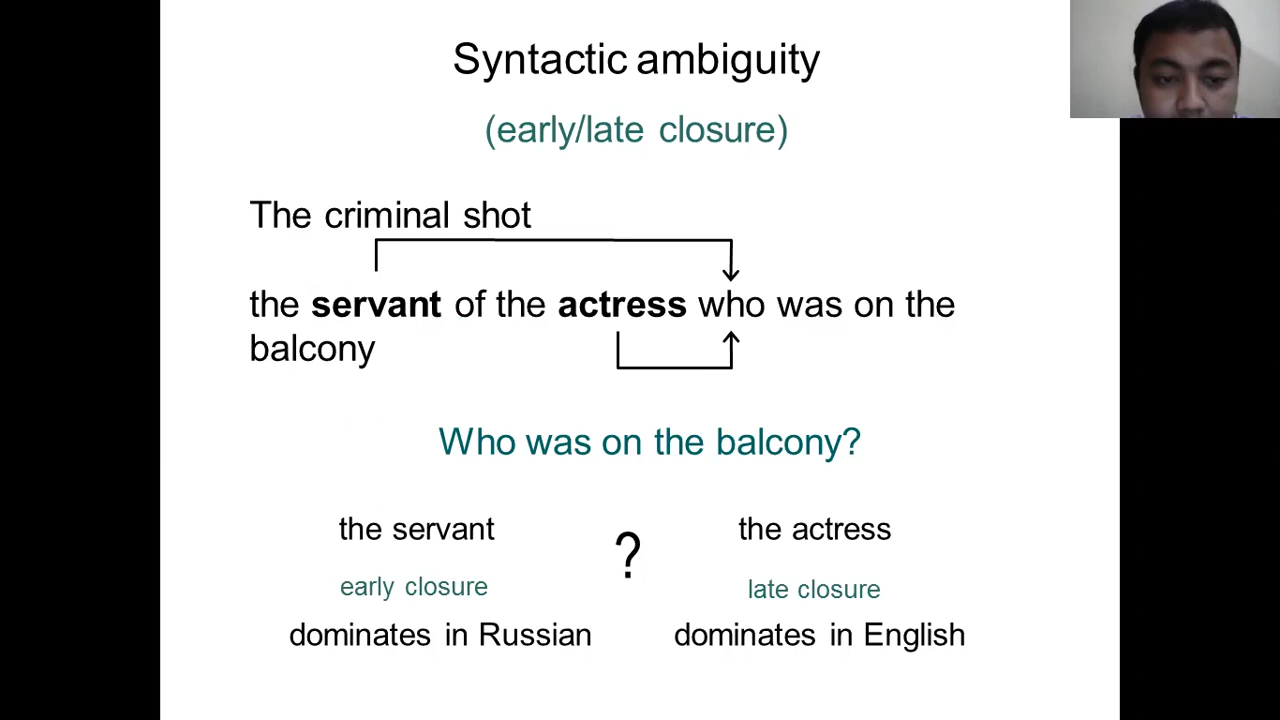 Syntactic ambiguity
(early/late closure)
The criminal shot
the servant of the actress who was on the
balcony
Who was on the balcony?
the servant
?
the actress
early closure
late closure
dominates in Russian
dominates in English